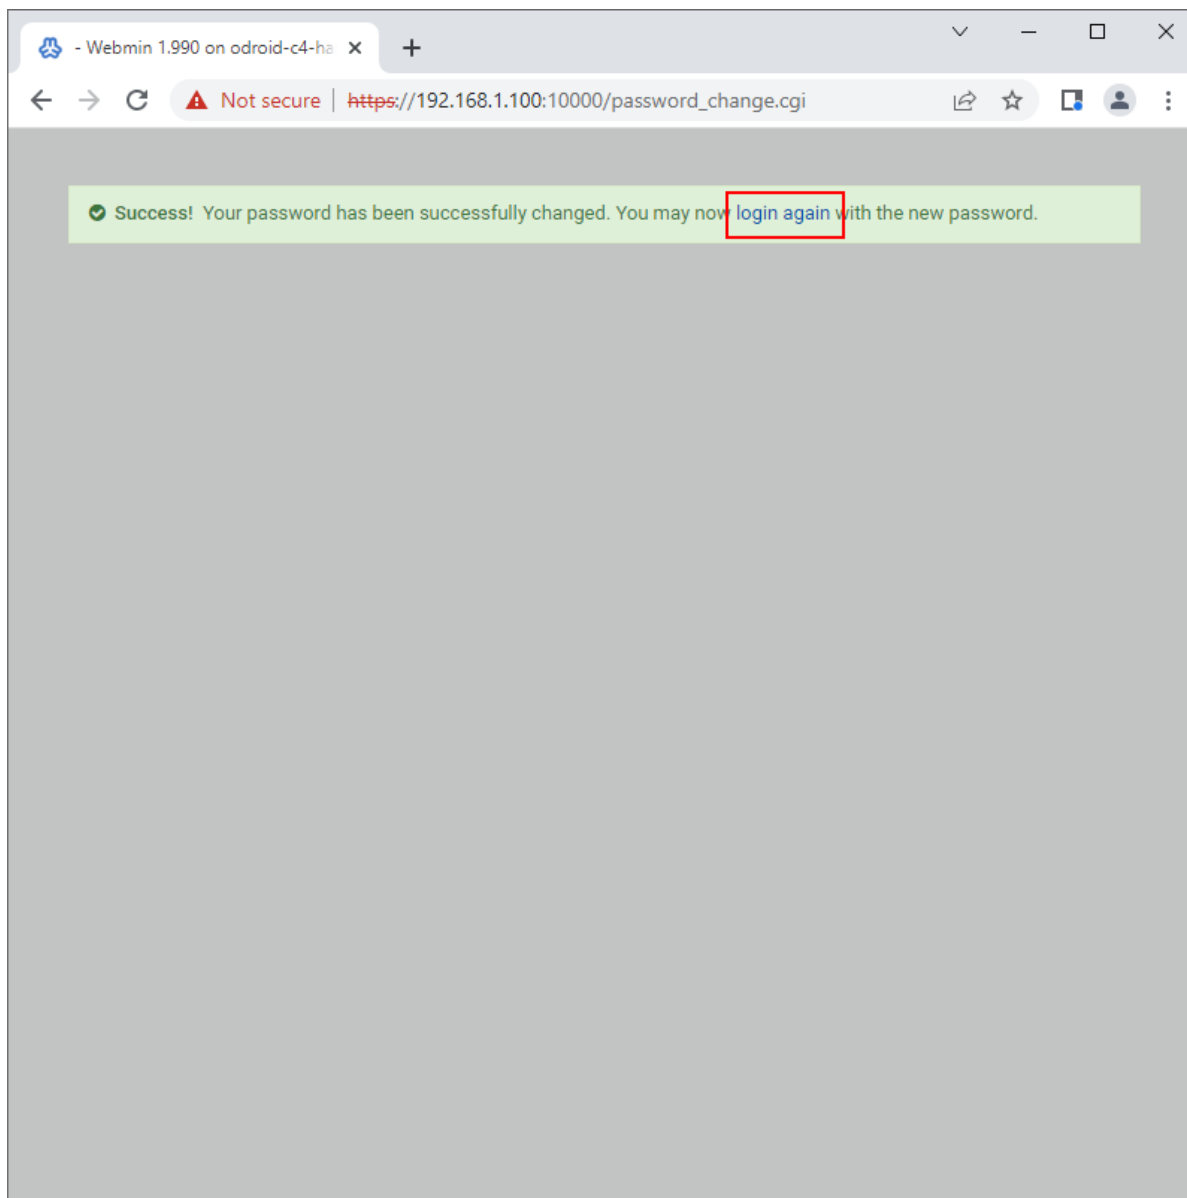 - Webmin 1.990 on odroid-c4-ha
Not secure | https://192.168.1.100:10000/password_change.cgi
Success! Your password has been successfully changed. You may now login again with the new password.